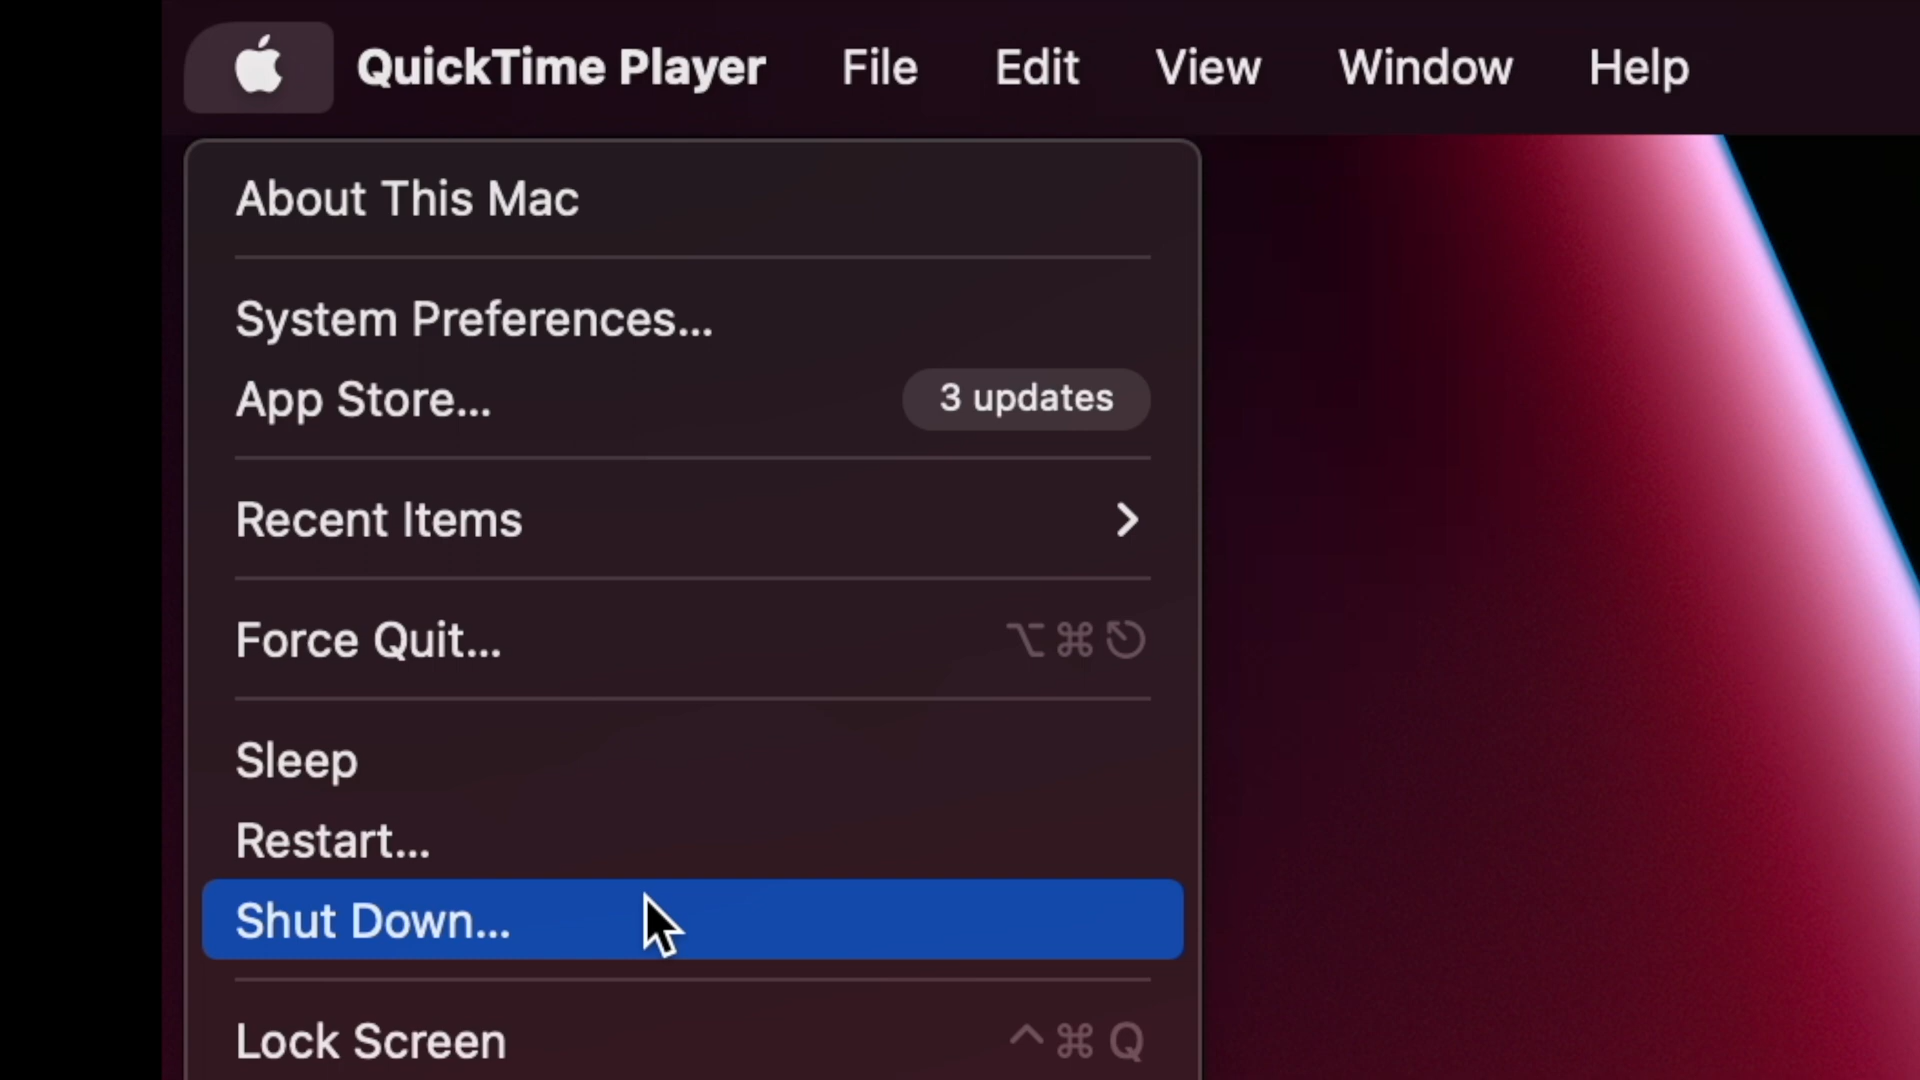 QuickTime Player File Edit View Window Help
About This Mac
System Preferences...
App Store... 3 updates
Recent Items
Force Quit... ⌥⌘⎋
Sleep
Restart...
Shut Down...
Lock Screen ^⌘Q